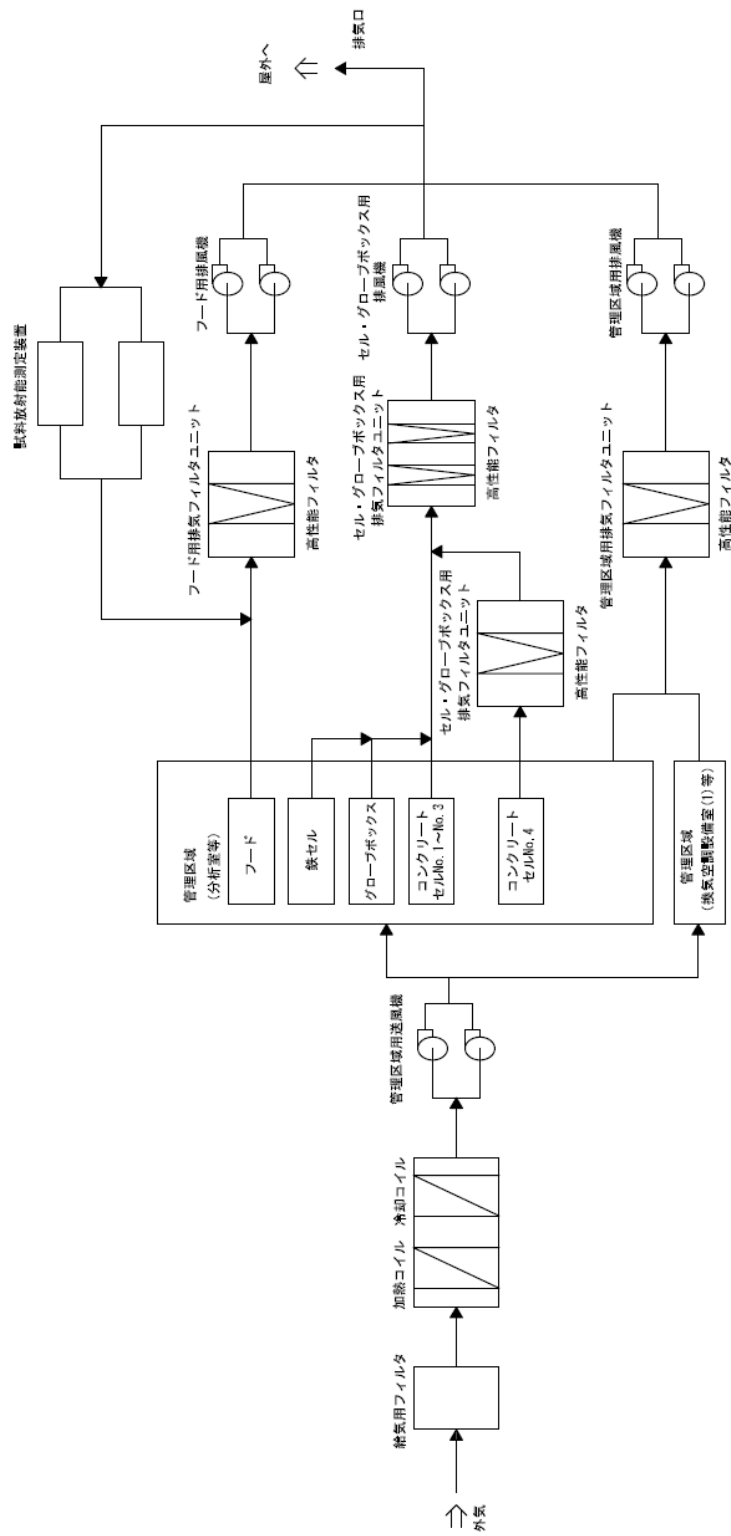 外気
給気用フィルタ
加熱コイル
冷却コイル
管理区域用送風機
管理区域
(分析室等)
フード
鉄セル
グローブボックス
コンクリート
セルNo.1～No.3
コンクリート
セルNo.4
管理区域
(換気空調設備室(1)等)
試料放射能測定装置
フード用排気フィルタユニット
高性能フィルタ
フード用排風機
セル・グローブボックス用
排気フィルタユニット
高性能フィルタ
セル・グローブボックス用
排気フィルタユニット
高性能フィルタ
セル・グローブボックス用
排風機
管理区域用排気フィルタユニット
高性能フィルタ
管理区域用排風機
屋外へ
排気口